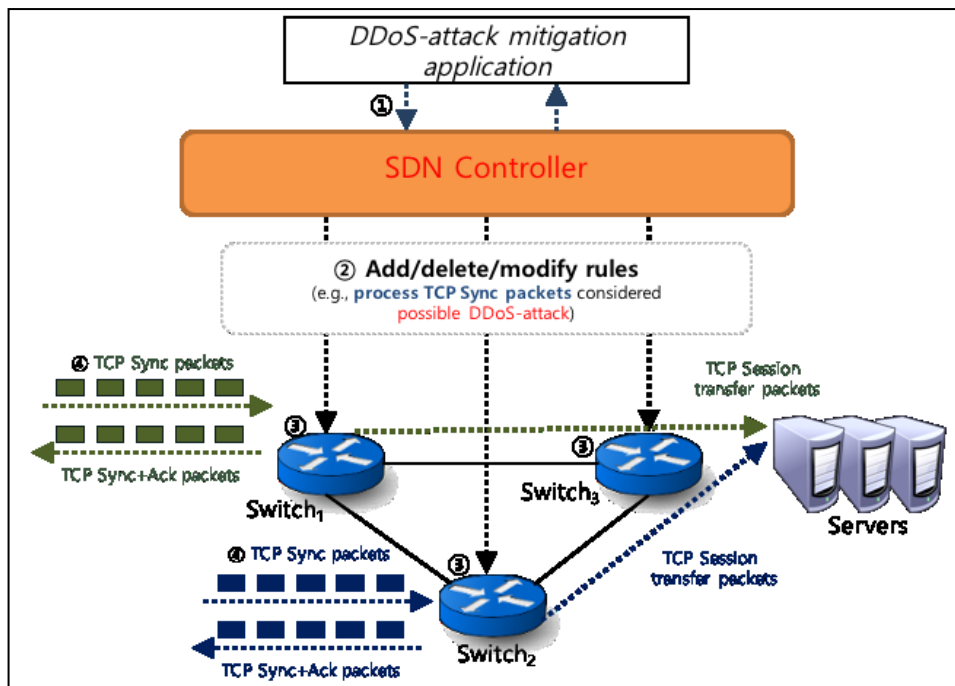 DDoS-attack mitigation
application
①
SDN Controller
② Add/delete/modify rules
(e.g., process TCP Sync packets considered
possible DDoS-attack)
④ TCP Sync packets
TCP Session
transfer packets
③
③
TCP Sync+Ack packets
Switch1
Switch3
Servers
④ TCP Sync packets
③
TCP Session
transfer packets
Switch2
TCP Sync+Ack packets